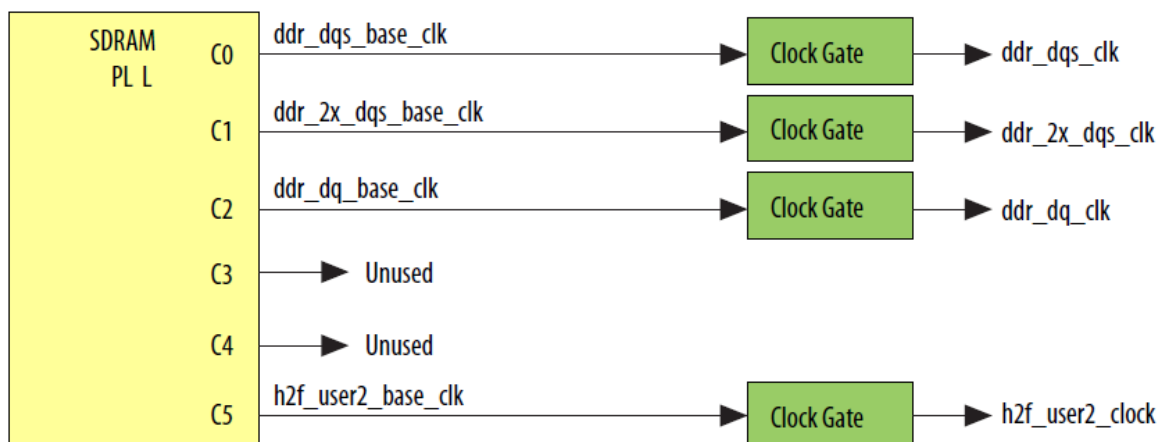 SDRAM
PL L
C0 ddr_dqs_base_clk Clock Gate ddr_dqs_clk
C1 ddr_2x_dqs_base_clk Clock Gate ddr_2x_dqs_clk
C2 ddr_dq_base_clk Clock Gate ddr_dq_clk
C3 Unused
C4 Unused
C5 h2f_user2_base_clk Clock Gate h2f_user2_clock